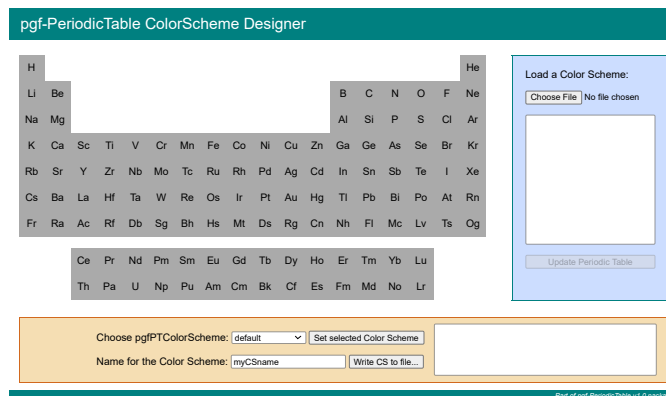 pgf-PeriodicTable ColorScheme Designer
H He
Li Be B C N O F Ne
Na Mg Al Si P S Cl Ar
K Ca Sc Ti V Cr Mn Fe Co Ni Cu Zn Ga Ge As Se Br Kr
Rb Sr Y Zr Nb Mo Tc Ru Rh Pd Ag Cd In Sn Sb Te I Xe
Cs Ba La Hf Ta W Re Os Ir Pt Au Hg Tl Pb Bi Po At Rn
Fr Ra Ac Rf Db Sg Bh Hs Mt Ds Rg Cn Nh Fl Mc Lv Ts Og
Ce Pr Nd Pm Sm Eu Gd Tb Dy Ho Er Tm Yb Lu
Th Pa U Np Pu Am Cm Bk Cf Es Fm Md No Lr
Load a Color Scheme:
Choose File No file chosen
Update Periodic Table
Choose pgfPTColorScheme: default Set selected Color Scheme
Name for the Color Scheme: myCSname Write CS to file...
Part of pgf-PeriodicTable v1.0